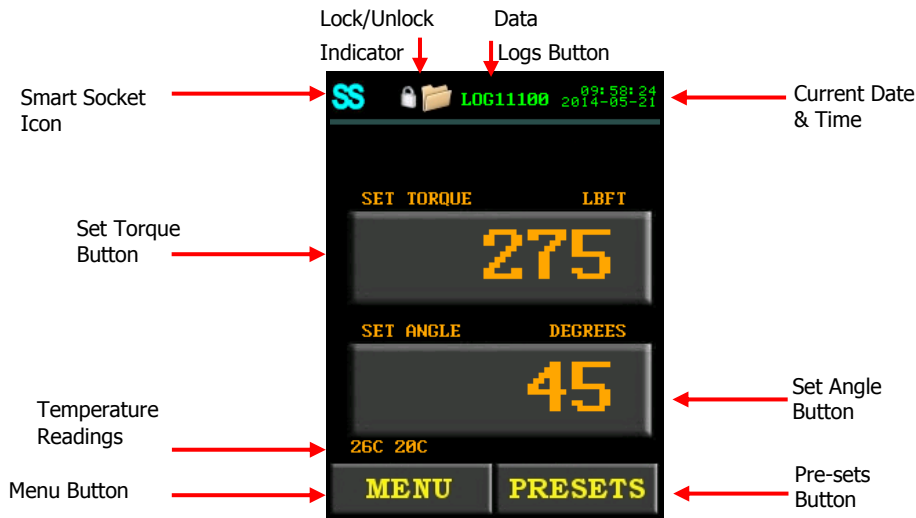 Lock/Unlock
Indicator
Data
Logs Button
Smart Socket
Icon
SS
LOG11100
09:58:24
2014-05-21
Current Date
& Time
SET TORQUE
LBFT
Set Torque
Button
275
SET ANGLE
DEGREES
45
Set Angle
Button
Temperature
Readings
26C 20C
Menu Button
MENU
PRESETS
Pre-sets
Button